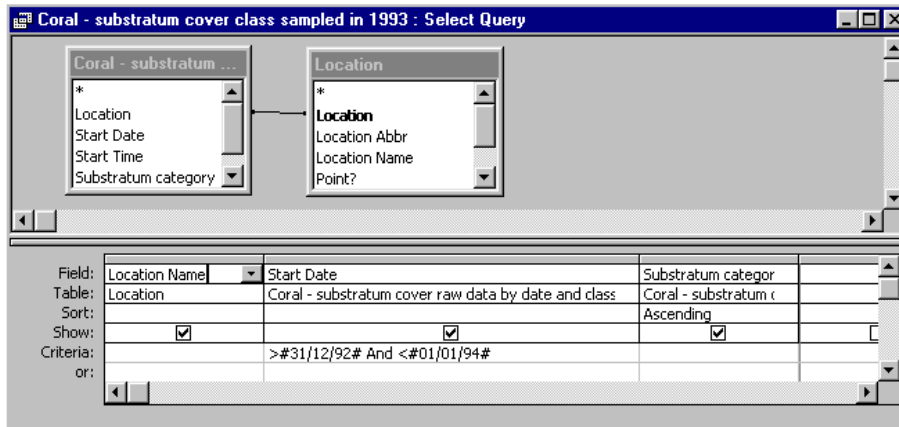 Coral - substratum cover class sampled in 1993 : Select Query
Coral - substratum ...
*
Location
Start Date
Start Time
Substratum category
Location
*
Location
Location Abbr
Location Name
Point?
Field: Location Name Start Date Substratum categor
Table: Location Coral - substratum cover raw data by date and class Coral - substratum c
Sort: Ascending
Show:
Criteria: >#31/12/92# And <#01/01/94#
or: